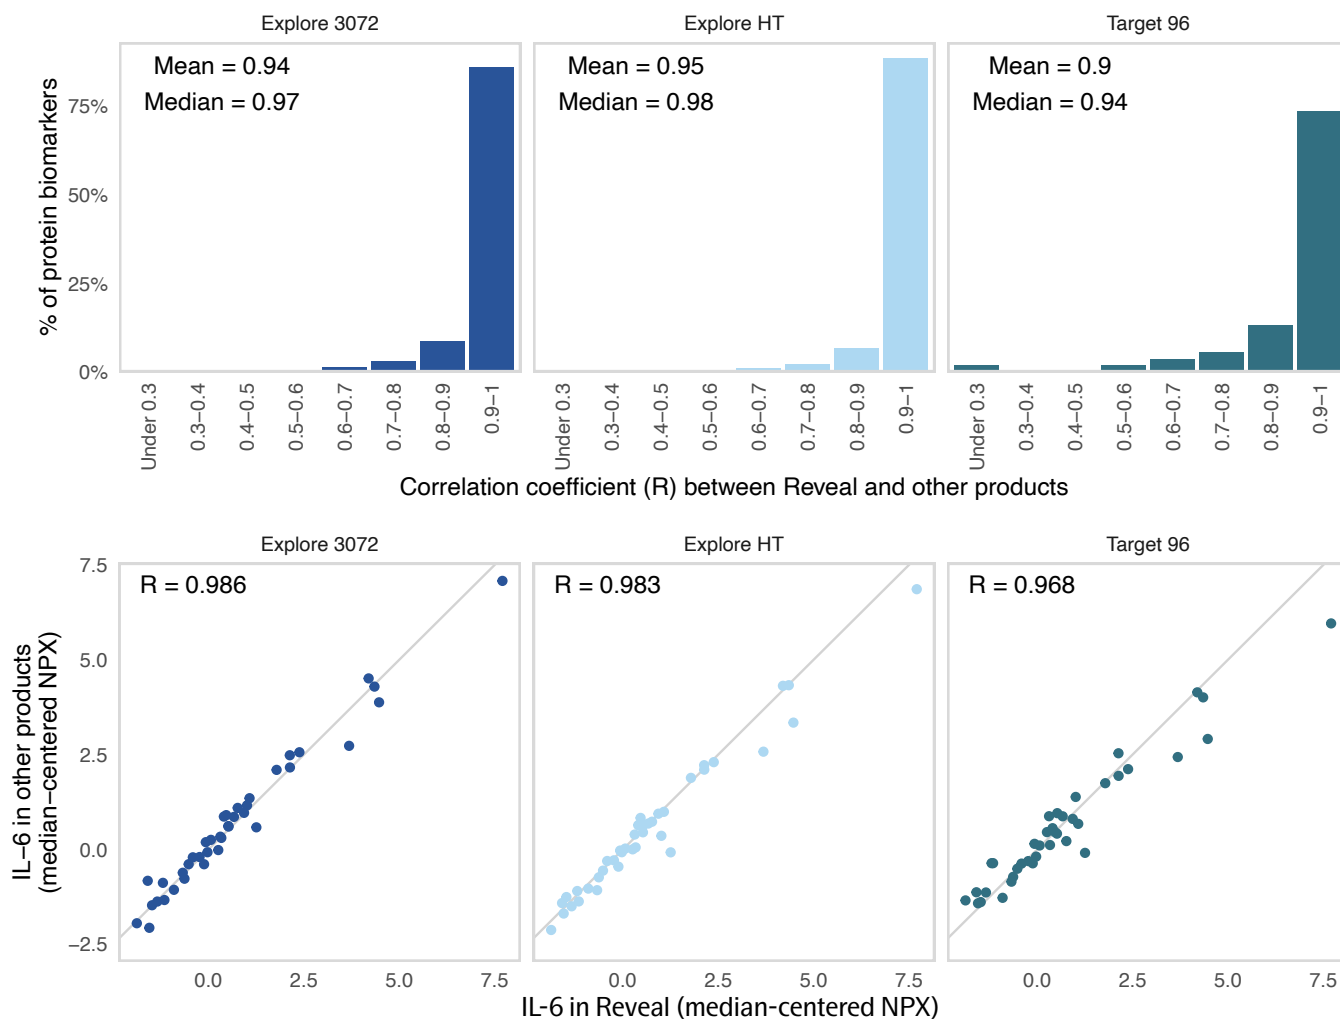 Explore 3072
Explore HT
Target 96
Mean = 0.94
Median = 0.97
Mean = 0.95
Median = 0.98
Mean = 0.9
Median = 0.94
% of protein biomarkers
75%
50%
25%
0%
Under 0.3
0.3–0.4
0.4–0.5
0.5–0.6
0.6–0.7
0.7–0.8
0.8–0.9
0.9–1
Under 0.3
0.3–0.4
0.4–0.5
0.5–0.6
0.6–0.7
0.7–0.8
0.8–0.9
0.9–1
Under 0.3
0.3–0.4
0.4–0.5
0.5–0.6
0.6–0.7
0.7–0.8
0.8–0.9
0.9–1
Correlation coefficient (R) between Reveal and other products
Explore 3072
Explore HT
Target 96
R = 0.986
R = 0.983
R = 0.968
IL−6 in other products
(median−centered NPX)
7.5
5.0
2.5
0.0
−2.5
0.0
2.5
5.0
7.5
0.0
2.5
5.0
7.5
0.0
2.5
5.0
7.5
IL-6 in Reveal (median-centered NPX)